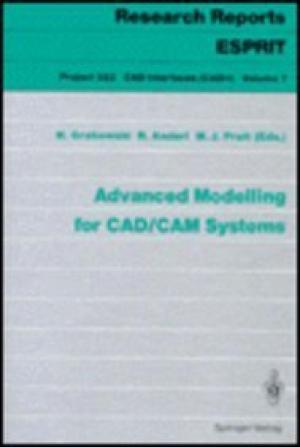 Research Reports
ESPRIT
Project 322 CAD Interfaces (CAD*I) Volume 7
H. Grabowski R. Anderl M. J. Pratt (Eds.)
Advanced Modelling
for CAD/CAM Systems
Springer-Verlag